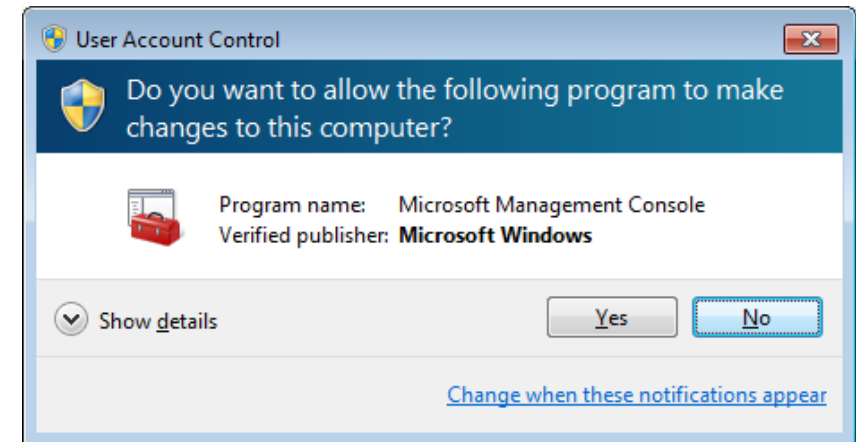 User Account Control
Do you want to allow the following program to make
changes to this computer?
Program name: Microsoft Management Console
Verified publisher: Microsoft Windows
Show details
Yes
No
Change when these notifications appear